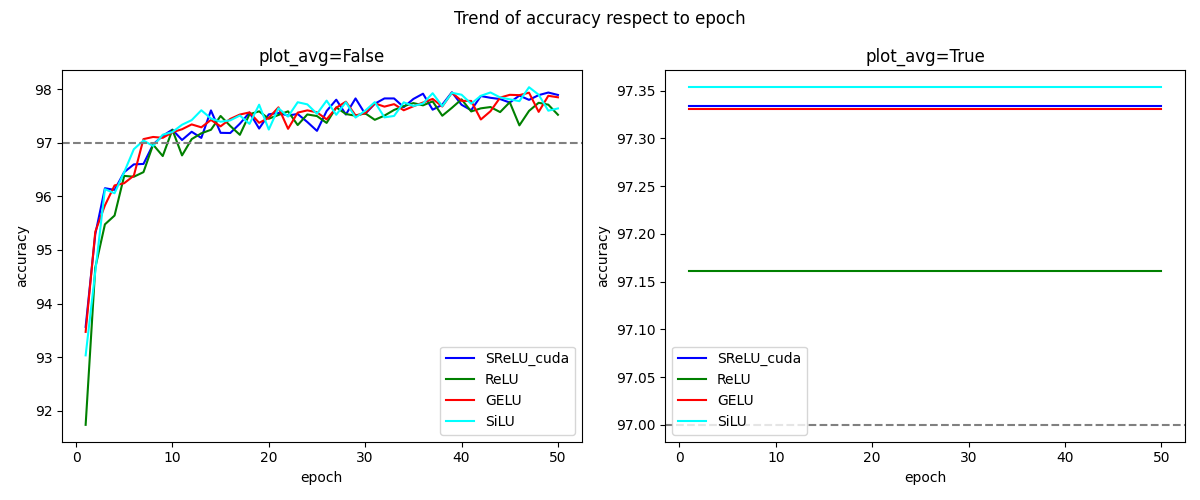 Trend of accuracy respect to epoch
plot_avg=False
98
97
96
95
94
93
92
accuracy
0 10 20 30 40 50
epoch
SReLU_cuda
ReLU
GELU
SiLU
plot_avg=True
97.35
97.30
97.25
97.20
97.15
97.10
97.05
97.00
accuracy
0 10 20 30 40 50
epoch
SReLU_cuda
ReLU
GELU
SiLU